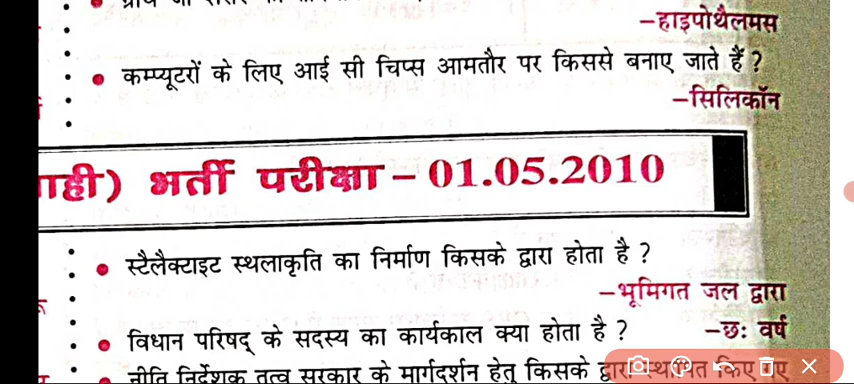 –हाइपोथैलमस
कम्प्यूटरों के लिए आई सी चिप्स आमतौर पर किससे बनाए जाते हैं ?
–सिलिकॉन
ाही) भर्ती परीक्षा – 01.05.2010
स्टैलैक्टाइट स्थलाकृति का निर्माण किसके द्वारा होता है ?
–भूमिगत जल द्वारा
विधान परिषद् के सदस्य का कार्यकाल क्या होता है ? –छः वर्ष
नीति निर्देशक तत्व सरकार के मार्गदर्शन हेतु किसके द्वारा स्थापित किए गए